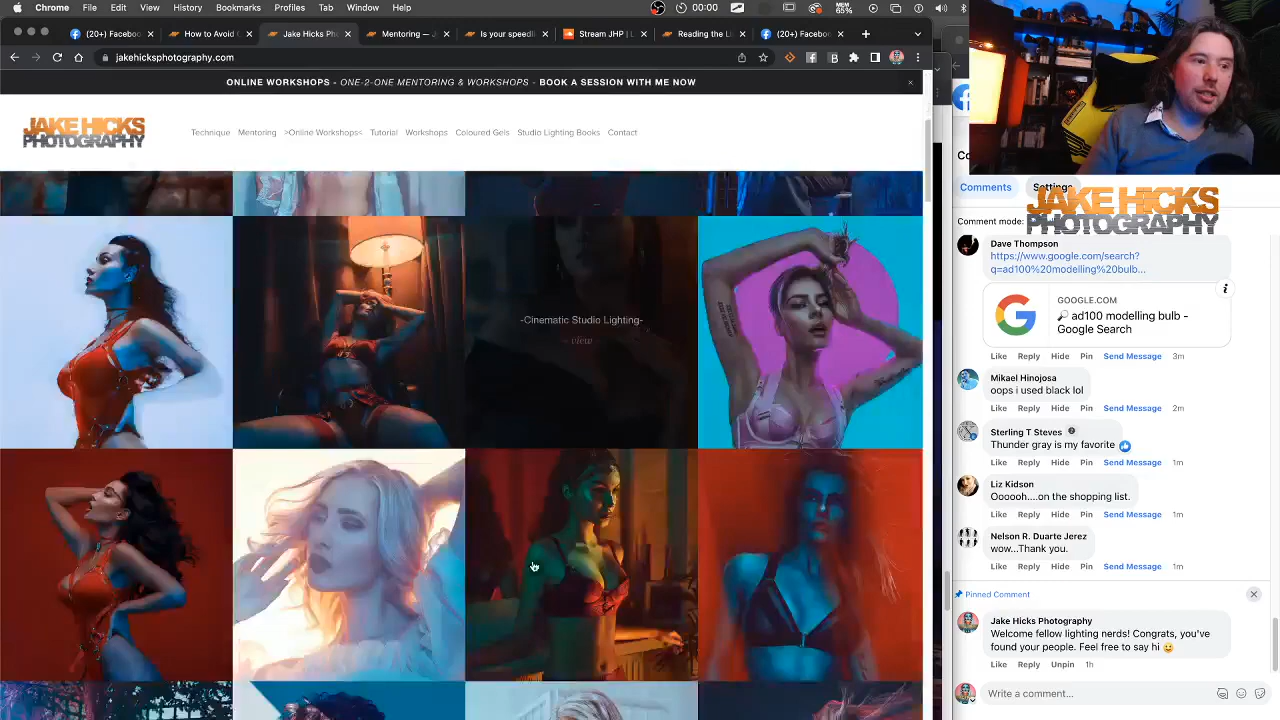 Chrome File Edit View History Bookmarks Profiles Tab Window Help 00:00 MEM 65%
(20+) Faceboo How to Avoid Jake Hicks Ph Mentoring — J Is your speedli Stream JHP | L Reading the Li (20+) Faceboo
jakehicksphotography.com
ONLINE WORKSHOPS - ONE-2-ONE MENTORING & WORKSHOPS - BOOK A SESSION WITH ME NOW
JAKE HICKS
PHOTOGRAPHY
Technique Mentoring >Online Workshops< Tutorial Workshops Coloured Gels Studio Lighting Books Contact
-Cinematic Studio Lighting-
view
Co
Comments Settings
JAKE HICKS
PHOTOGRAPHY
Comment mode:
Dave Thompson
https://www.google.com/search?
q=ad100%20modelling%20bulb...
GOOGLE.COM
🔎 ad100 modelling bulb -
Google Search
Like Reply Hide Pin Send Message 3m
Mikael Hinojosa
oops i used black lol
Like Reply Hide Pin Send Message 2m
Sterling T Steves
Thunder gray is my favorite
Like Reply Hide Pin Send Message 1m
Liz Kidson
Oooooh....on the shopping list.
Like Reply Hide Pin Send Message 1m
Nelson R. Duarte Jerez
wow...Thank you.
Like Reply Hide Pin Send Message 1m
Pinned Comment
Jake Hicks Photography
Welcome fellow lighting nerds! Congrats, you've
found your people. Feel free to say hi 😀
Like Reply Unpin 1h
Write a comment...